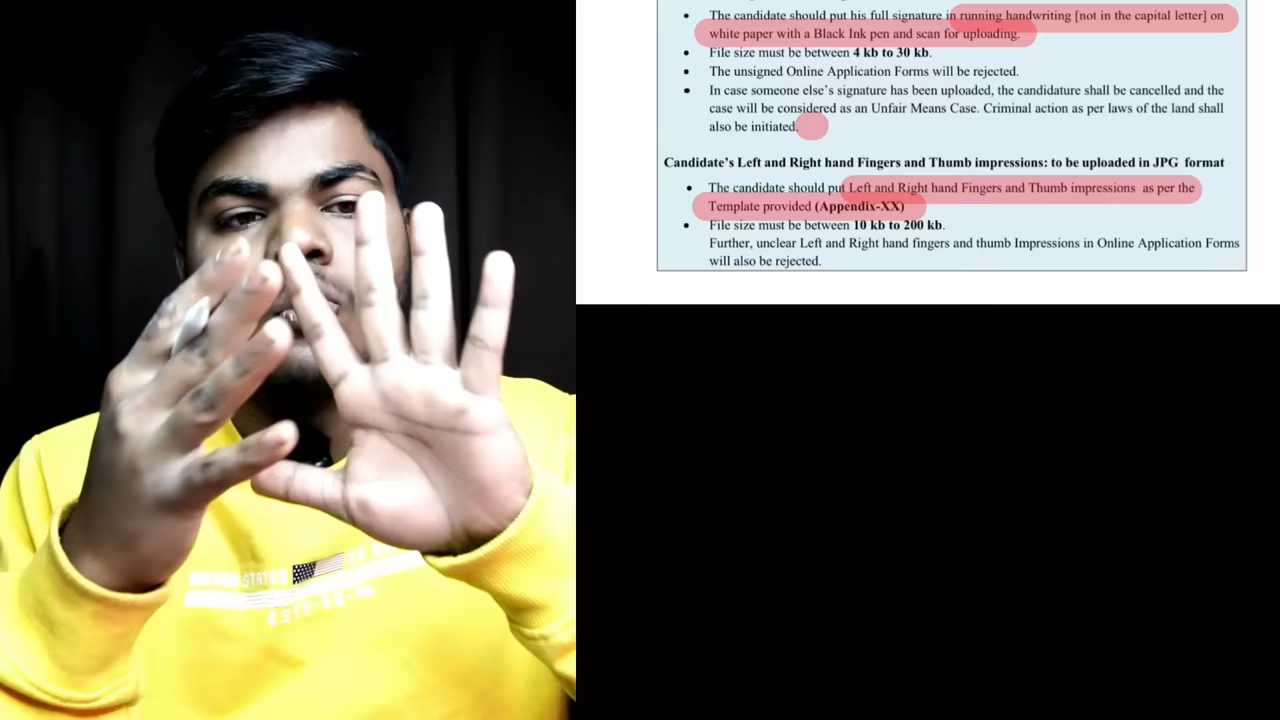 The candidate should put his full signature in running handwriting [not in the capital letter] on
white paper with a Black Ink pen and scan for uploading.
File size must be between 4 kb to 30 kb.
The unsigned Online Application Forms will be rejected.
In case someone else's signature has been uploaded, the candidature shall be cancelled and the
case will be considered as an Unfair Means Case. Criminal action as per laws of the land shall
also be initiated.
Candidate's Left and Right hand Fingers and Thumb impressions: to be uploaded in JPG format
The candidate should put Left and Right hand Fingers and Thumb impressions as per the
Template provided (Appendix-XX)
File size must be between 10 kb to 200 kb.
Further, unclear Left and Right hand fingers and thumb Impressions in Online Application Forms
will also be rejected.